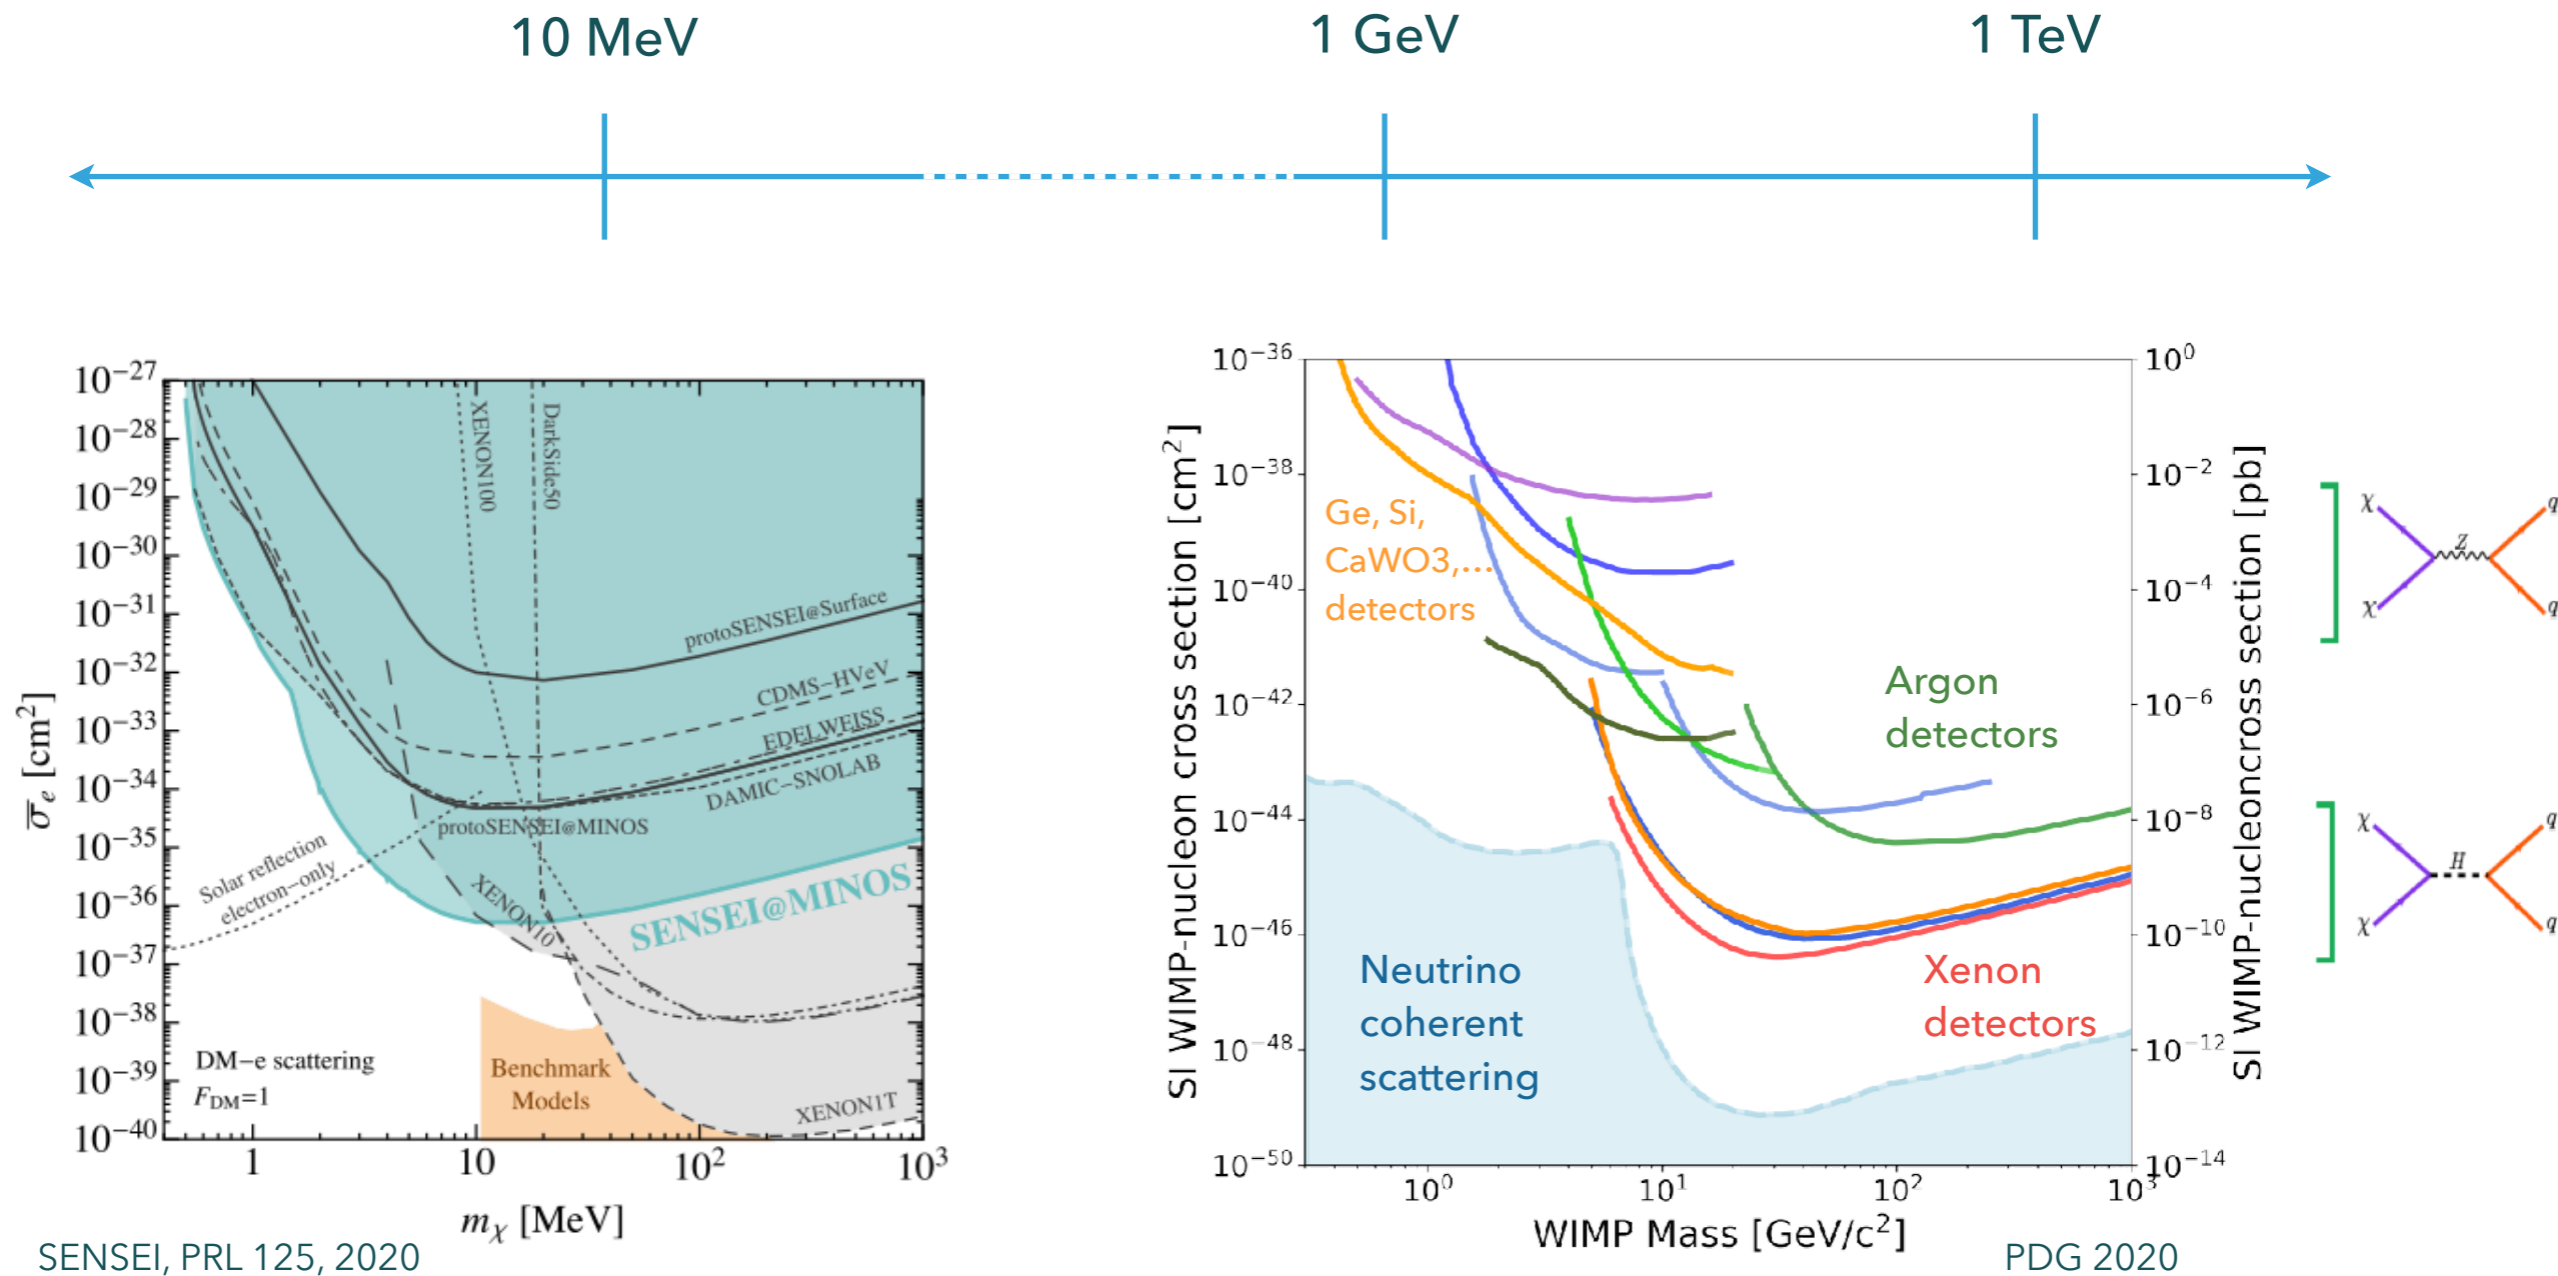 10 MeV
1 GeV
1 TeV
10⁻²⁷
10⁻²⁸
10⁻²⁹
10⁻³⁰
10⁻³¹
10⁻³²
10⁻³³
10⁻³⁴
10⁻³⁵
10⁻³⁶
10⁻³⁷
10⁻³⁸
10⁻³⁹
10⁻⁴⁰
σ̅ₑ [cm²]
XENON100
DarkSide50
protoSENSEI@Surface
CDMS−HVeV
EDELWEISS
DAMIC−SNOLAB
protoSENSEI@MINOS
Solar reflection
electron−only
XENON10
SENSEI@MINOS
DM−e scattering
F_DM=1
Benchmark
Models
XENON1T
1
10
10²
10³
m_χ [MeV]
SENSEI, PRL 125, 2020
10⁻³⁶
10⁻³⁸
10⁻⁴⁰
10⁻⁴²
10⁻⁴⁴
10⁻⁴⁶
10⁻⁴⁸
10⁻⁵⁰
SI WIMP-nucleon cross section [cm²]
Ge, Si,
CaWO3,...
detectors
Argon
detectors
Neutrino
coherent
scattering
Xenon
detectors
10⁰
10⁻²
10⁻⁴
10⁻⁶
10⁻⁸
10⁻¹⁰
10⁻¹²
10⁻¹⁴
SI WIMP-nucleoncross section [pb]
10⁰
10¹
10²
10³
WIMP Mass [GeV/c²]
PDG 2020
χ
q
Z
χ
q
χ
q
H
χ
q